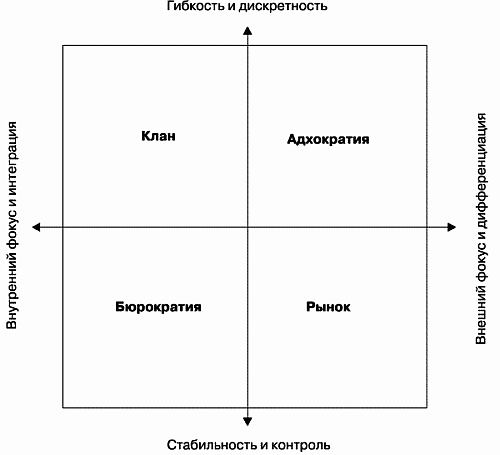 Гибкость и дискретность
Внутренний фокус и интеграция
Клан
Адхократия
Внешний фокус и дифференциация
Бюрократия
Рынок
Стабильность и контроль